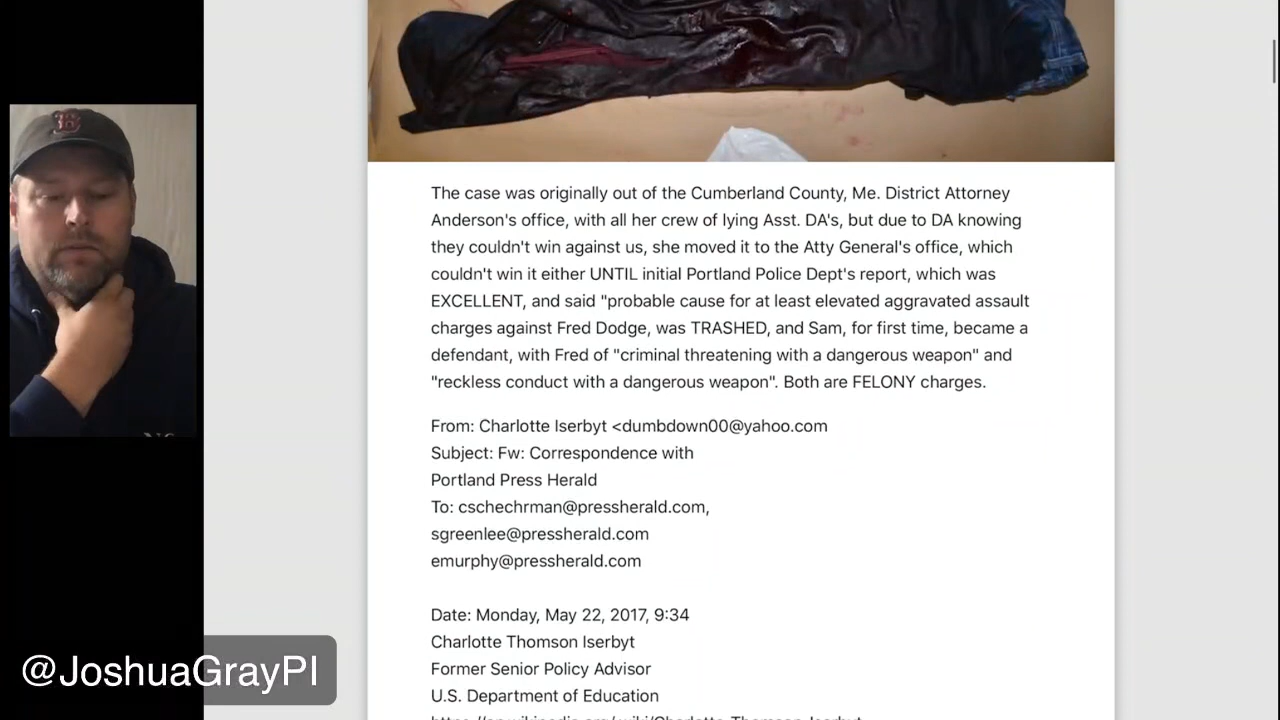 B
The case was originally out of the Cumberland County, Me. District Attorney
Anderson's office, with all her crew of lying Asst. DA's, but due to DA knowing
they couldn't win against us, she moved it to the Atty General's office, which
couldn't win it either UNTIL initial Portland Police Dept's report, which was
EXCELLENT, and said "probable cause for at least elevated aggravated assault
charges against Fred Dodge, was TRASHED, and Sam, for first time, became a
defendant, with Fred of "criminal threatening with a dangerous weapon" and
"reckless conduct with a dangerous weapon". Both are FELONY charges.
From: Charlotte Iserbyt <dumbdown00@yahoo.com
Subject: Fw: Correspondence with
Portland Press Herald
To: cschechrman@pressherald.com,
sgreenlee@pressherald.com
emurphy@pressherald.com
Date: Monday, May 22, 2017, 9:34
Charlotte Thomson Iserbyt
Former Senior Policy Advisor
U.S. Department of Education
@JoshuaGrayPI